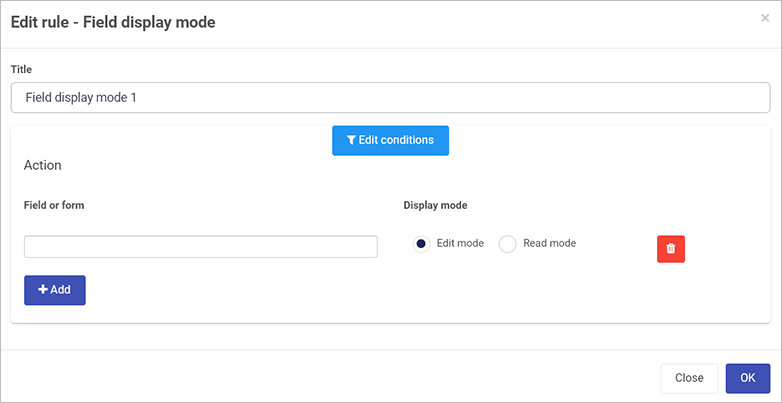 Edit rule - Field display mode
×
Title
Field display mode 1
Edit conditions
Action
Field or form Display mode
Edit mode Read mode
+ Add
Close OK